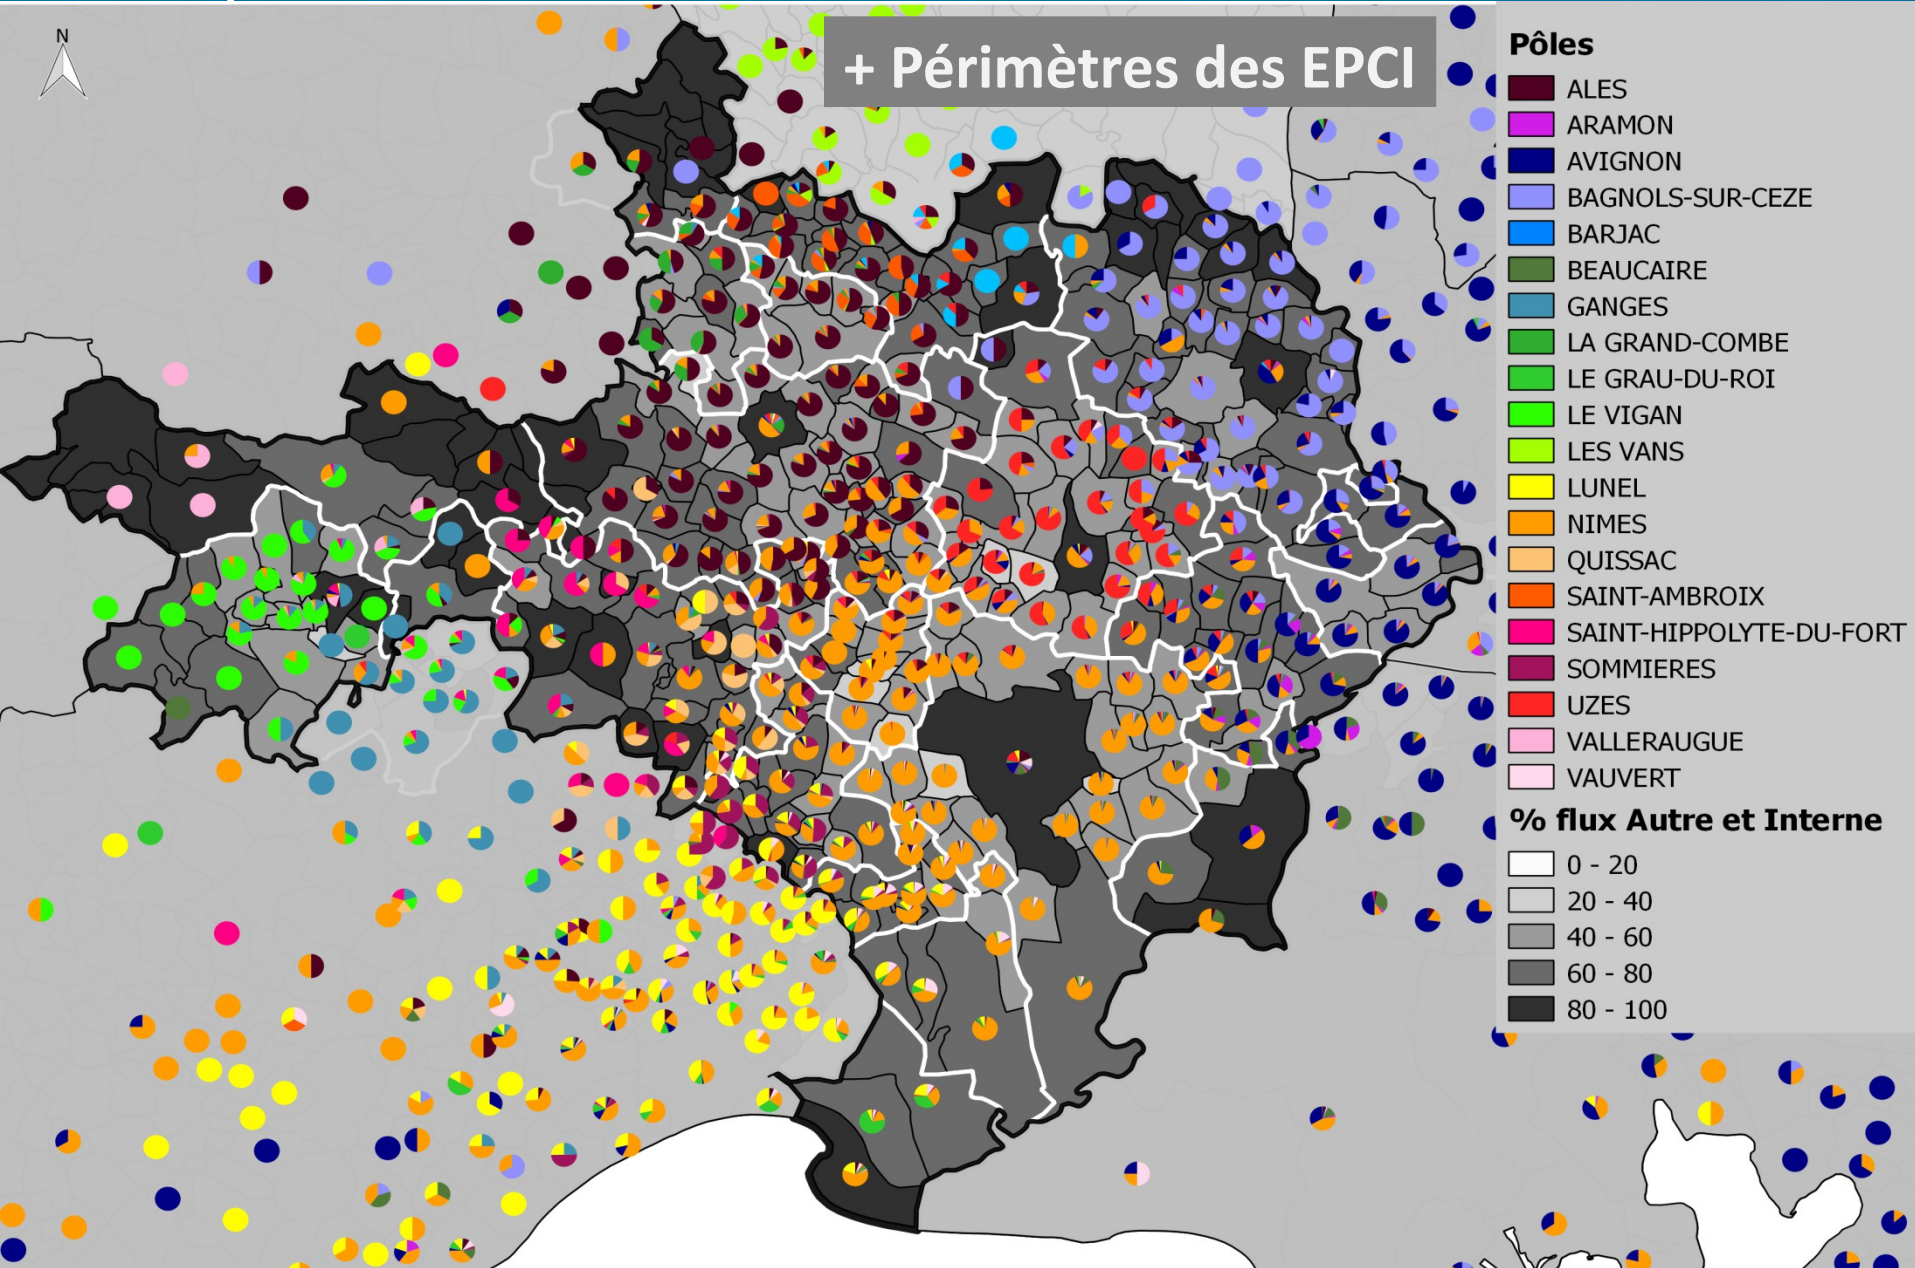 N
+ Périmètres des EPCI
Pôles
ALES
ARAMON
AVIGNON
BAGNOLS-SUR-CEZE
BARJAC
BEAUCAIRE
GANGES
LA GRAND-COMBE
LE GRAU-DU-ROI
LE VIGAN
LES VANS
LUNEL
NIMES
QUISSAC
SAINT-AMBROIX
SAINT-HIPPOLYTE-DU-FORT
SOMMIERES
UZES
VALLERAUGUE
VAUVERT
% flux Autre et Interne
0 - 20
20 - 40
40 - 60
60 - 80
80 - 100